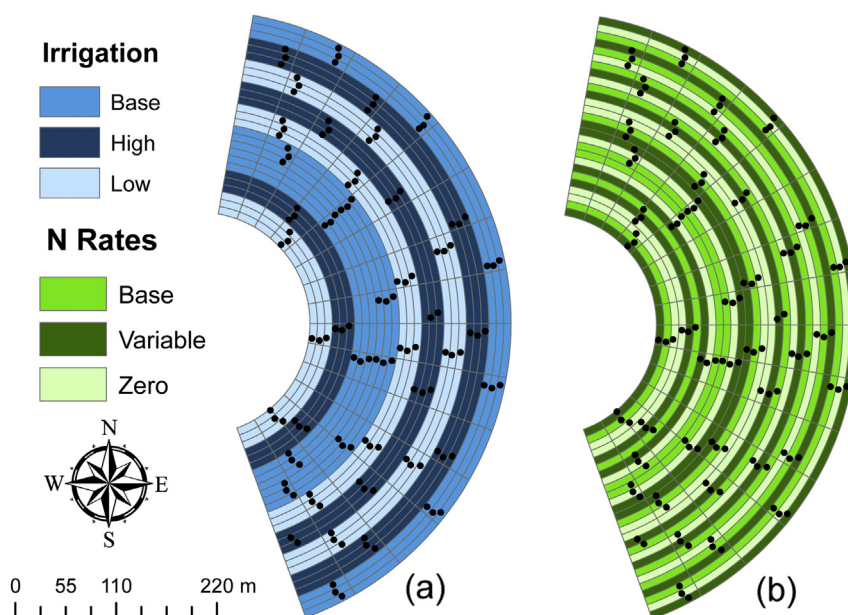 Irrigation
Base
High
Low
N Rates
Base
Variable
Zero
N
W E
S
0 55 110 220 m
(a)
(b)